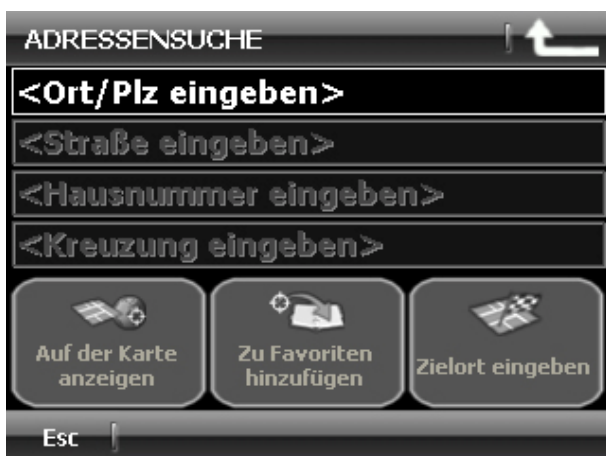 ADRESSENSUCHE
<Ort/Plz eingeben>
<Straße eingeben>
<Hausnummer eingeben>
<Kreuzung eingeben>
Auf der Karte
anzeigen
Zu Favoriten
hinzufügen
Zielort eingeben
Esc